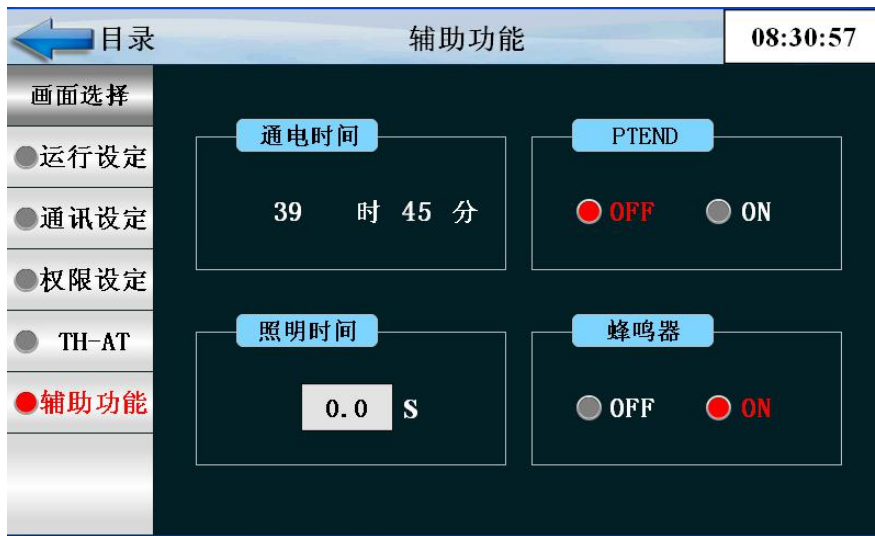 目录
辅助功能
08:30:57
画面选择
运行设定
通讯设定
权限设定
TH-AT
辅助功能
通电时间
39 时 45 分
PTEND
OFF ON
照明时间
0.0 S
蜂鸣器
OFF ON